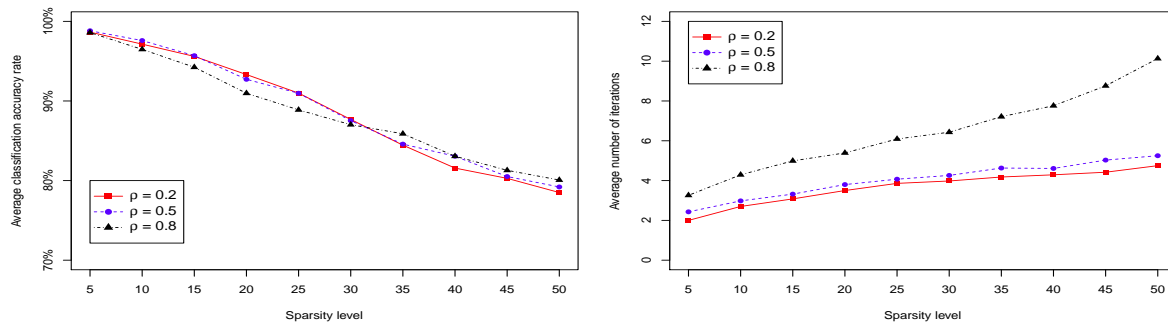 Average classification accuracy rate
100%
90%
80%
70%
ρ = 0.2
ρ = 0.5
ρ = 0.8
5 10 15 20 25 30 35 40 45 50
Sparsity level
Average number of iterations
12
10
8
6
4
2
0
ρ = 0.2
ρ = 0.5
ρ = 0.8
5 10 15 20 25 30 35 40 45 50
Sparsity level